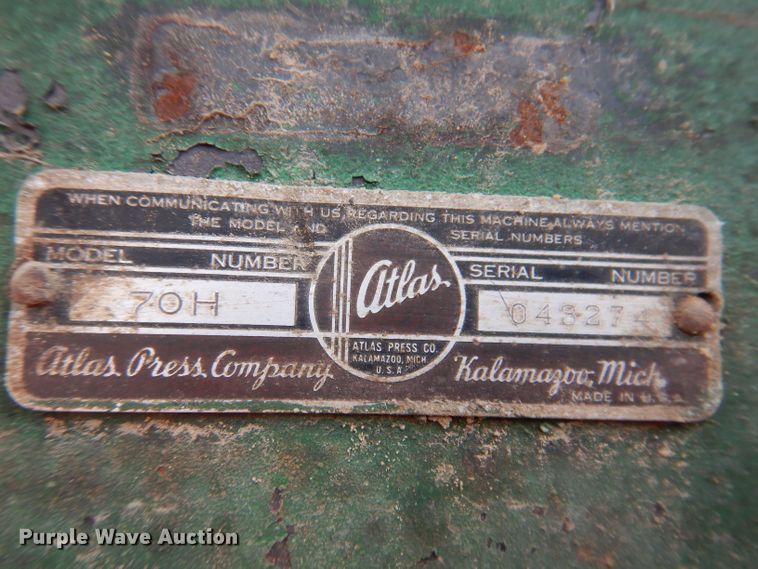 WHEN COMMUNICATING WITH US, REGARDING THIS MACHINE, ALWAYS MENTION
THE MODEL AND SERIAL NUMBERS
MODEL NUMBER
70H
Atlas
ATLAS PRESS CO.
KALAMAZOO, MICH.
U.S.A
SERIAL NUMBER
043274
Atlas Press Company
Kalamazoo, Mich.
MADE IN U.S.A.
Purple Wave Auction